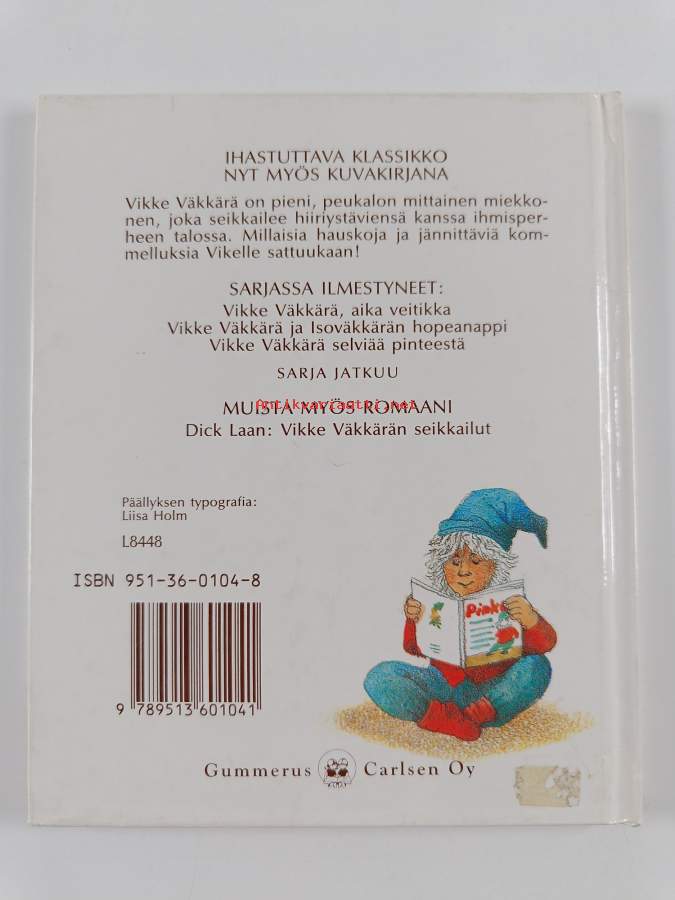 IHASTUTTAVA KLASSIKKO
NYT MYÖS KUVAKIRJANA
Vikke Väkkärä on pieni, peukalon mittainen miekko-
nen, joka seikkailee hiiriystäviensä kanssa ihmisper-
heen talossa. Millaisia hauskoja ja jännittäviä kom-
melluksia Vikelle sattuukaan!
SARJASSA ILMESTYNEET:
Vikke Väkkärä, aika veitikka
Vikke Väkkärä ja Isoväkkärän hopeanappi
Vikke Väkkärä selviää pinteestä
SARJA JATKUU
Antikvariaatti.net
MUISTA MYÖS ROMAANI
Dick Laan: Vikke Väkkärän seikkailut
Päällyksen typografia:
Liisa Holm
L8448
ISBN 951-36-0104-8
9 789513 601041
Gummerus Carlsen Oy